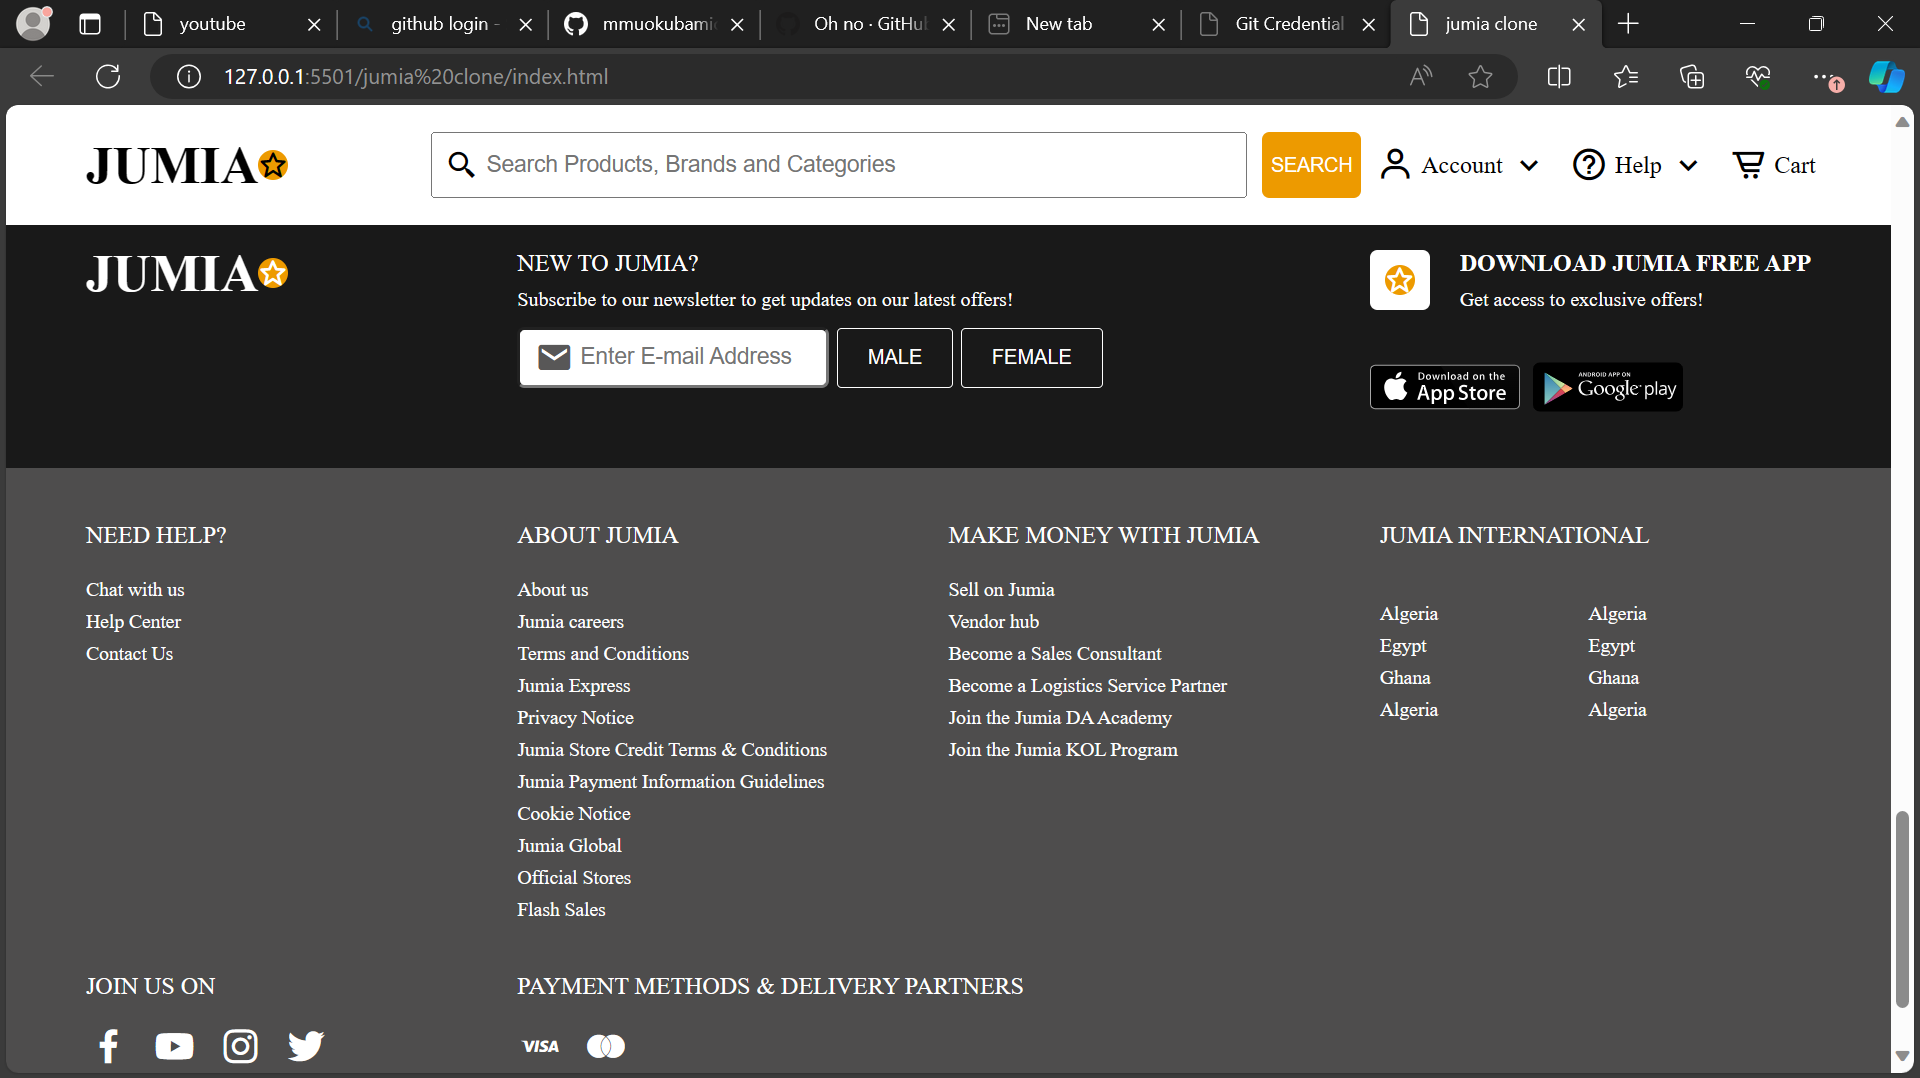 youtube
github login -
mmuokubami
Oh no · GitHu
New tab
Git Credential
jumia clone
127.0.0.1:5501/jumia%20clone/index.html
JUMIA
Search Products, Brands and Categories
SEARCH
Account
Help
Cart
JUMIA
NEW TO JUMIA?
Subscribe to our newsletter to get updates on our latest offers!
Enter E-mail Address
MALE
FEMALE
DOWNLOAD JUMIA FREE APP
Get access to exclusive offers!
Download on the
App Store
ANDROID APP ON
Google play
NEED HELP?
Chat with us
Help Center
Contact Us
ABOUT JUMIA
About us
Jumia careers
Terms and Conditions
Jumia Express
Privacy Notice
Jumia Store Credit Terms & Conditions
Jumia Payment Information Guidelines
Cookie Notice
Jumia Global
Official Stores
Flash Sales
MAKE MONEY WITH JUMIA
Sell on Jumia
Vendor hub
Become a Sales Consultant
Become a Logistics Service Partner
Join the Jumia DA Academy
Join the Jumia KOL Program
JUMIA INTERNATIONAL
Algeria
Egypt
Ghana
Algeria
Algeria
Egypt
Ghana
Algeria
JOIN US ON
PAYMENT METHODS & DELIVERY PARTNERS
VISA